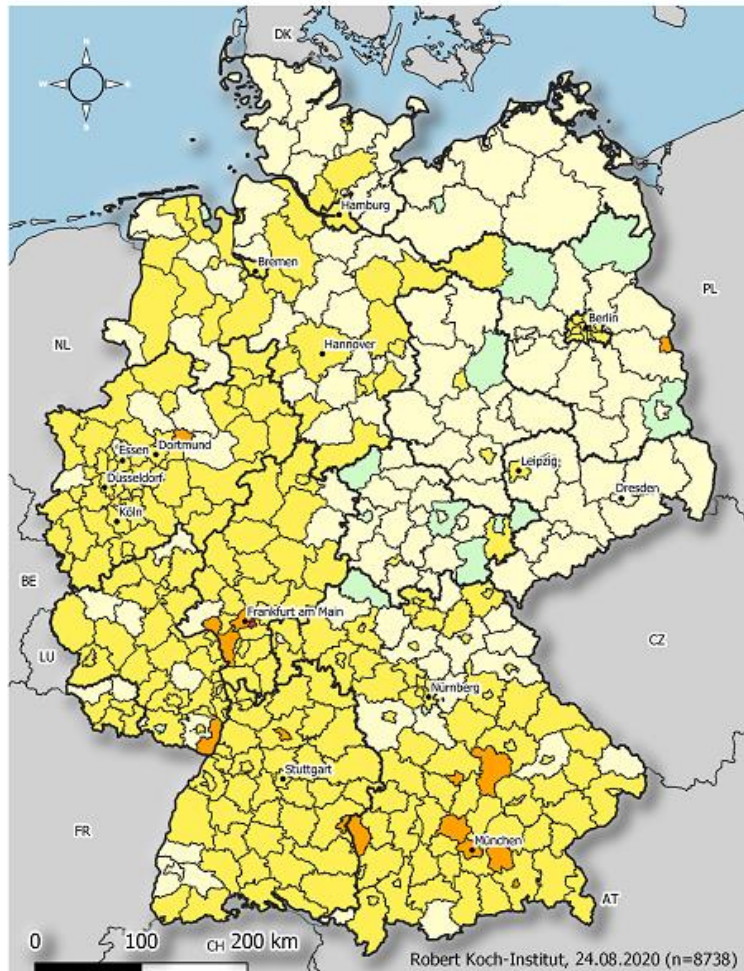 DK
N
W
S
Hamburg
Bremen
PL
Berlin
NL
Hannover
Essen
Dortmund
Düsseldorf
Leipzig
Dresden
Köln
BE
Frankfurt am Main
LU
CZ
Nürnberg
Stuttgart
FR
München
AT
0 100 200 km
CH
Robert Koch-Institut, 24.08.2020 (n=8738)